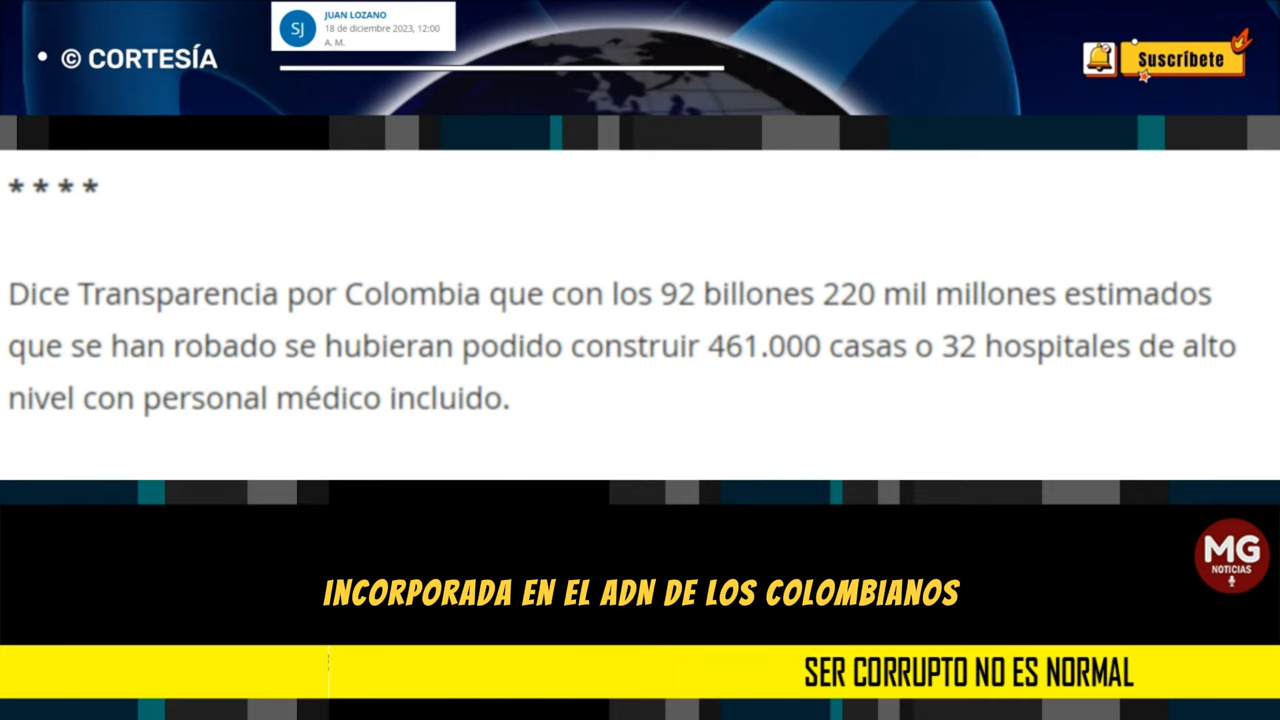 JUAN LOZANO
SJ
18 de diciembre 2023, 12:00
A. M.
• © CORTESÍA
Suscríbete
* * * *
Dice Transparencia por Colombia que con los 92 billones 220 mil millones estimados
que se han robado se hubieran podido construir 461.000 casas o 32 hospitales de alto
nivel con personal médico incluido.
MG
NOTICIAS
INCORPORADA EN EL ADN DE LOS COLOMBIANOS
SER CORRUPTO NO ES NORMAL